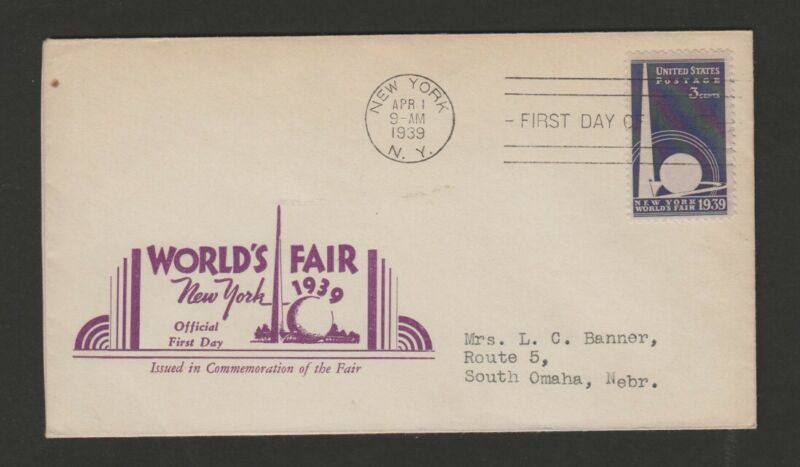 NEW YORK
APR 1
9-AM
1939
N. Y.
FIRST DAY OF
UNITED STATES
POSTAGE
3 CENTS
NEW YORK
WORLD'S FAIR 1939
WORLD'S FAIR
New York 1939
Official
First Day
Issued in Commemoration of the Fair
Mrs. L. C. Banner,
Route 5,
South Omaha, Nebr.